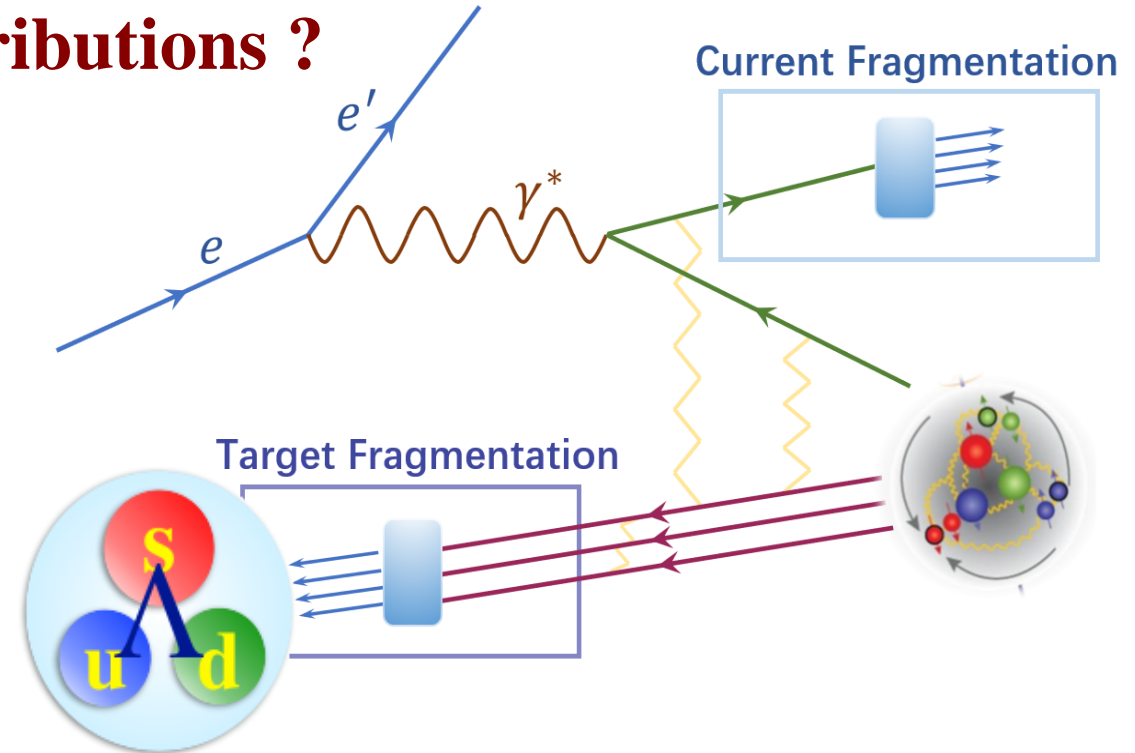 ributions ?
Current Fragmentation
e′
γ*
e
Target Fragmentation
s
Λ
u d